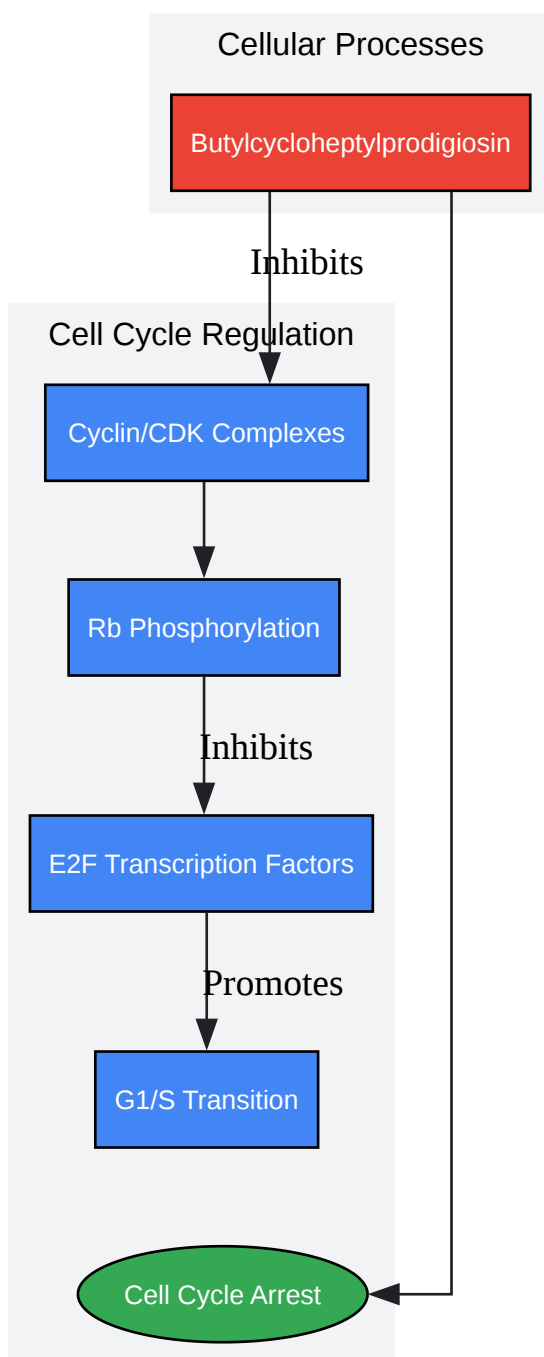 Cellular Processes
Butylcycloheptylprodigiosin
Inhibits
Cell Cycle Regulation
Cyclin/CDK Complexes
Rb Phosphorylation
Inhibits
E2F Transcription Factors
Promotes
G1/S Transition
Cell Cycle Arrest